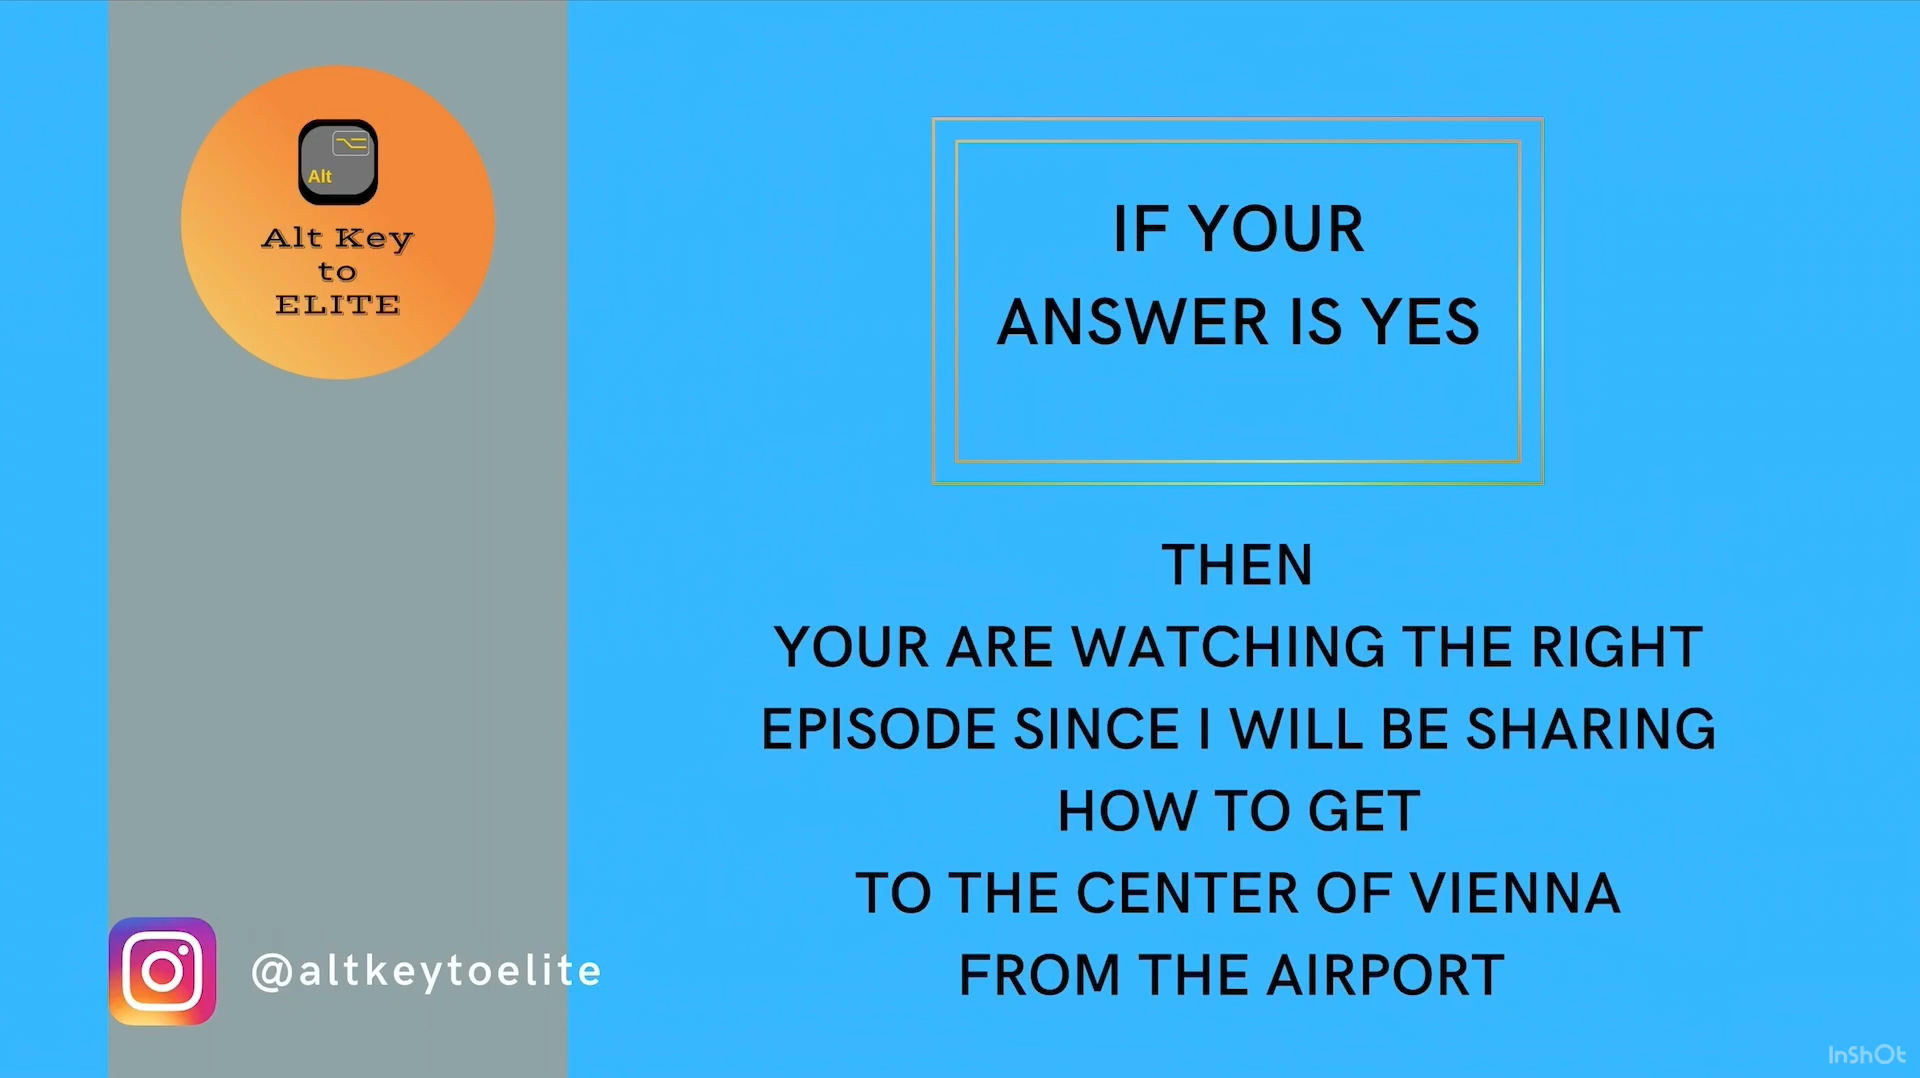 Alt
Alt Key
to
ELITE
IF YOUR
ANSWER IS YES
THEN
YOUR ARE WATCHING THE RIGHT
EPISODE SINCE I WILL BE SHARING
HOW TO GET
TO THE CENTER OF VIENNA
FROM THE AIRPORT
@altkeytoelite
InShOt